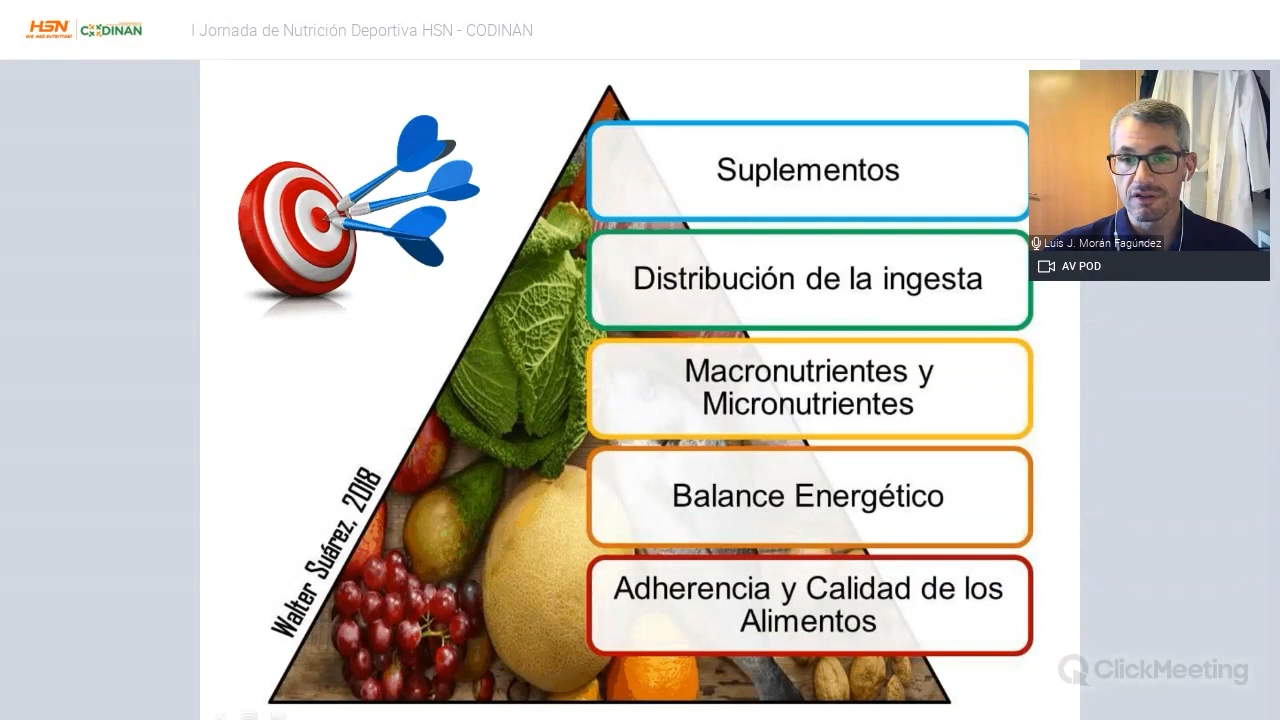 HSN
CODINAN
I Jornada de Nutrición Deportiva HSN - CODINAN
Suplementos
Distribución de la ingesta
Macronutrientes y
Micronutrientes
Balance Energético
Adherencia y Calidad de los
Alimentos
Walter Suárez, 2018
Luis J. Morán Fagúndez
AV POD
ClickMeeting